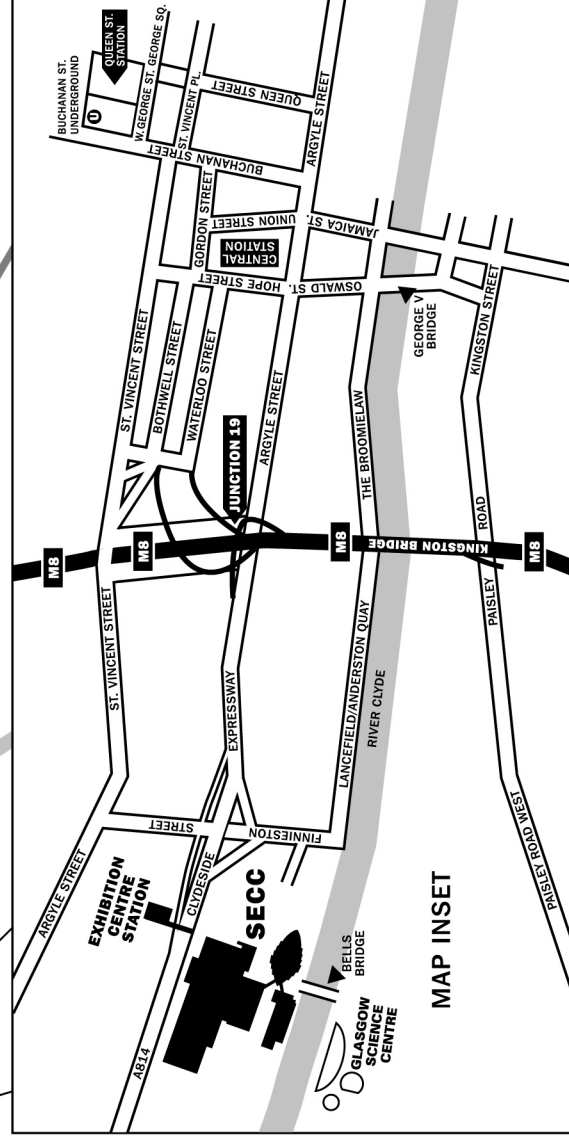 BUCHANAN ST.
UNDERGROUND
U
QUEEN ST.
STATION
W.GEORGE ST. GEORGE SQ.
ST. VINCENT PL.
QUEEN STREET
BUCHANAN STREET
ARGYLE STREET
GORDON STREET
UNION STREET
JAMAICA ST.
CENTRAL
STATION
HOPE STREET
OSWALD ST.
GEORGE V
BRIDGE
KINGSTON STREET
ST. VINCENT STREET
BOTHWELL STREET
WATERLOO STREET
ARGYLE STREET
THE BROOMIELAW
JUNCTION 19
M8
M8
M8
KINGSTON BRIDGE
M8
PAISLEY ROAD
ST. VINCENT STREET
EXPRESSWAY
LANCEFIELD/ANDERSTON QUAY
RIVER CLYDE
ARGYLE STREET
FINNIESTON STREET
CLYDESIDE
EXHIBITION
CENTRE
STATION
SECC
A814
BELLS
BRIDGE
GLASGOW
SCIENCE
CENTRE
PAISLEY ROAD WEST
MAP INSET